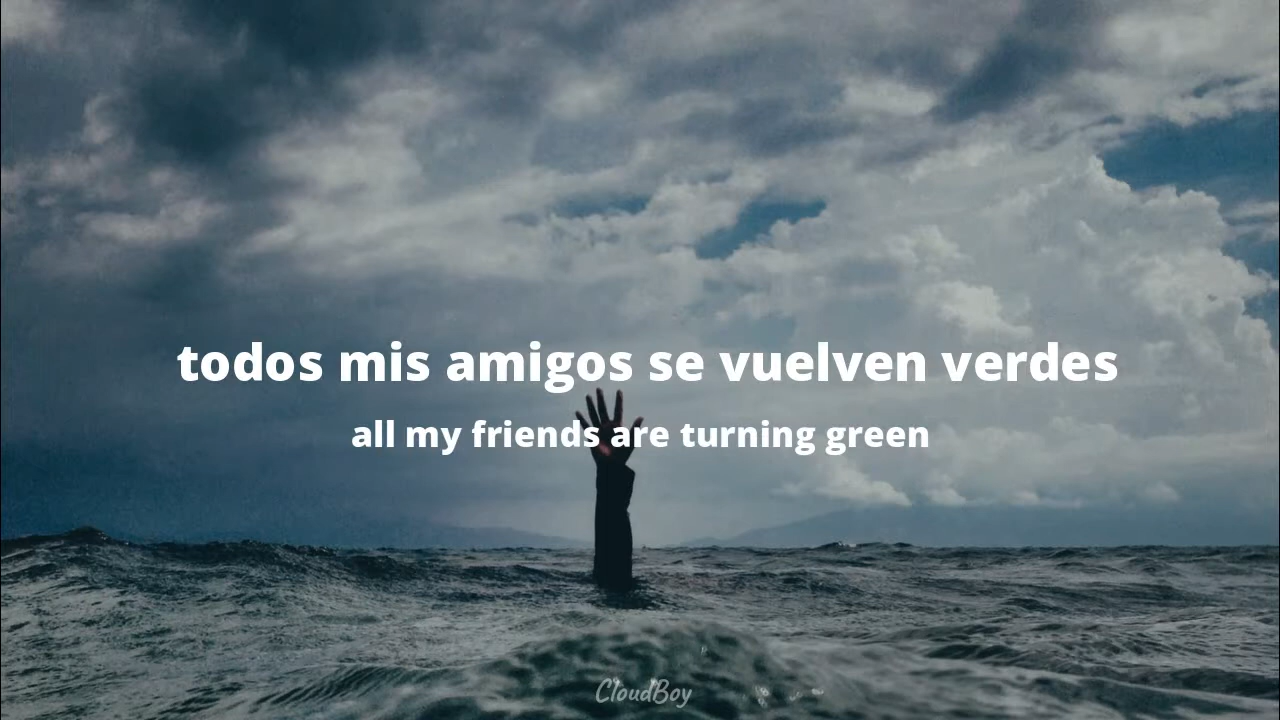 todos mis amigos se vuelven verdes
all my friends are turning green
CloudBoy